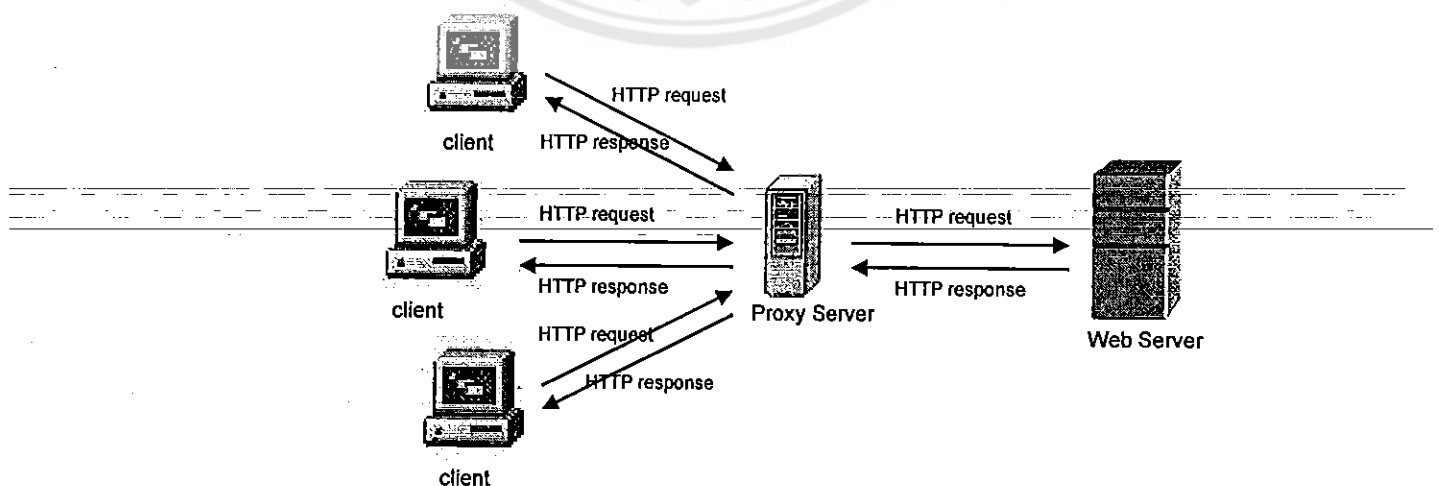 HTTP request
client
HTTP response
HTTP request
HTTP request
HTTP response
HTTP response
client
Proxy Server
HTTP request
Web Server
HTTP response
client